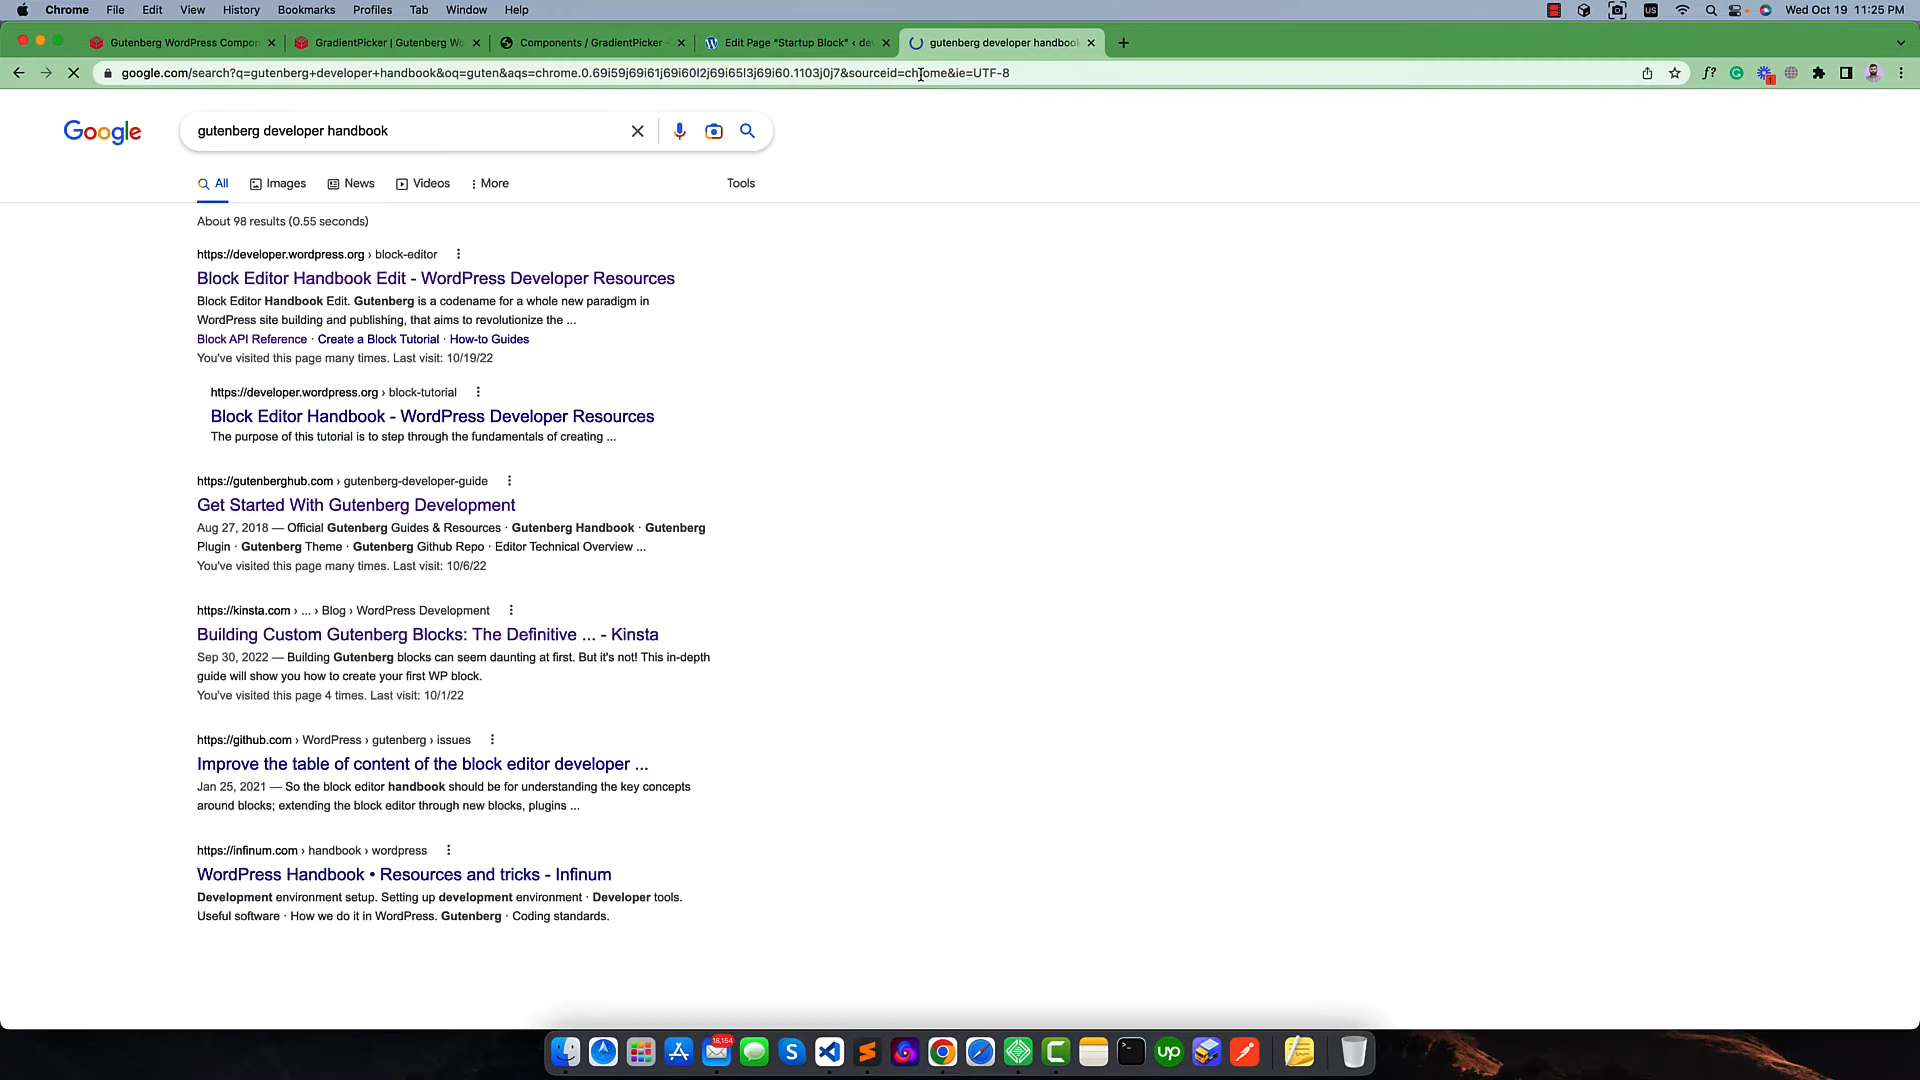 Chrome File Edit View History Bookmarks Profiles Tab Window Help US Wed Oct 19 11:25 PM
Gutenberg WordPress Compon GradientPicker | Gutenberg Wo Components / GradientPicker - Edit Page “Startup Block” ‹ dev gutenberg developer handbook
google.com/search?q=gutenberg+developer+handbook&oq=guten&aqs=chrome.0.69i59j69i61j69i60l2j69i65l3j69i60.1103j0j7&sourceid=chrome&ie=UTF-8 f? 1
Google gutenberg developer handbook
All Images News Videos More Tools
About 98 results (0.55 seconds)
https://developer.wordpress.org › block-editor
Block Editor Handbook Edit - WordPress Developer Resources
Block Editor Handbook Edit. Gutenberg is a codename for a whole new paradigm in
WordPress site building and publishing, that aims to revolutionize the ...
Block API Reference · Create a Block Tutorial · How-to Guides
You've visited this page many times. Last visit: 10/19/22
https://developer.wordpress.org › block-tutorial
Block Editor Handbook - WordPress Developer Resources
The purpose of this tutorial is to step through the fundamentals of creating ...
https://gutenberghub.com › gutenberg-developer-guide
Get Started With Gutenberg Development
Aug 27, 2018 — Official Gutenberg Guides & Resources · Gutenberg Handbook · Gutenberg
Plugin · Gutenberg Theme · Gutenberg Github Repo · Editor Technical Overview ...
You've visited this page many times. Last visit: 10/6/22
https://kinsta.com › ... › Blog › WordPress Development
Building Custom Gutenberg Blocks: The Definitive ... - Kinsta
Sep 30, 2022 — Building Gutenberg blocks can seem daunting at first. But it's not! This in-depth
guide will show you how to create your first WP block.
You've visited this page 4 times. Last visit: 10/1/22
https://github.com › WordPress › gutenberg › issues
Improve the table of content of the block editor developer ...
Jan 25, 2021 — So the block editor handbook should be for understanding the key concepts
around blocks; extending the block editor through new blocks, plugins ...
https://infinum.com › handbook › wordpress
WordPress Handbook • Resources and tricks - Infinum
Development environment setup. Setting up development environment · Developer tools.
Useful software · How we do it in WordPress. Gutenberg · Coding standards.
18,154 up